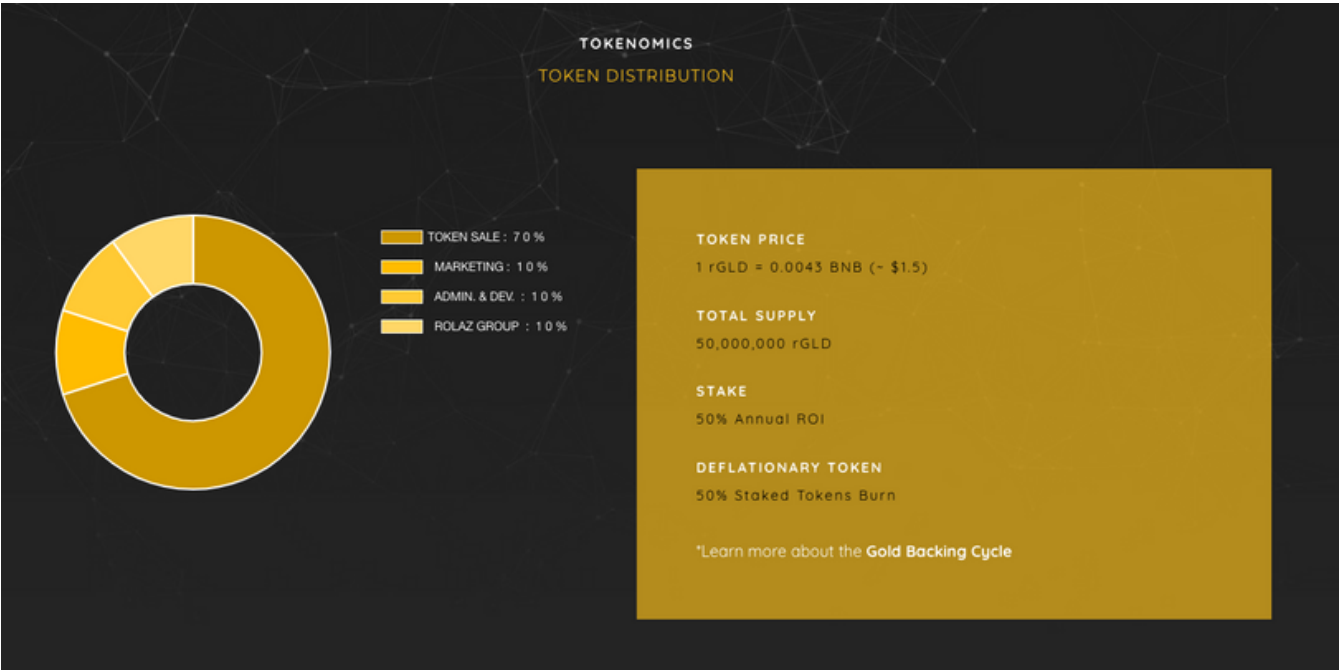 TOKENOMICS
TOKEN DISTRIBUTION
TOKEN SALE : 70%
MARKETING : 10%
ADMIN. & DEV. : 10%
ROLAZ GROUP : 10%
TOKEN PRICE
1 rGLD = 0.0043 BNB (~ $1.5)
TOTAL SUPPLY
50,000,000 rGLD
STAKE
50% Annual ROI
DEFLATIONARY TOKEN
50% Staked Tokens Burn
*Learn more about the Gold Backing Cycle